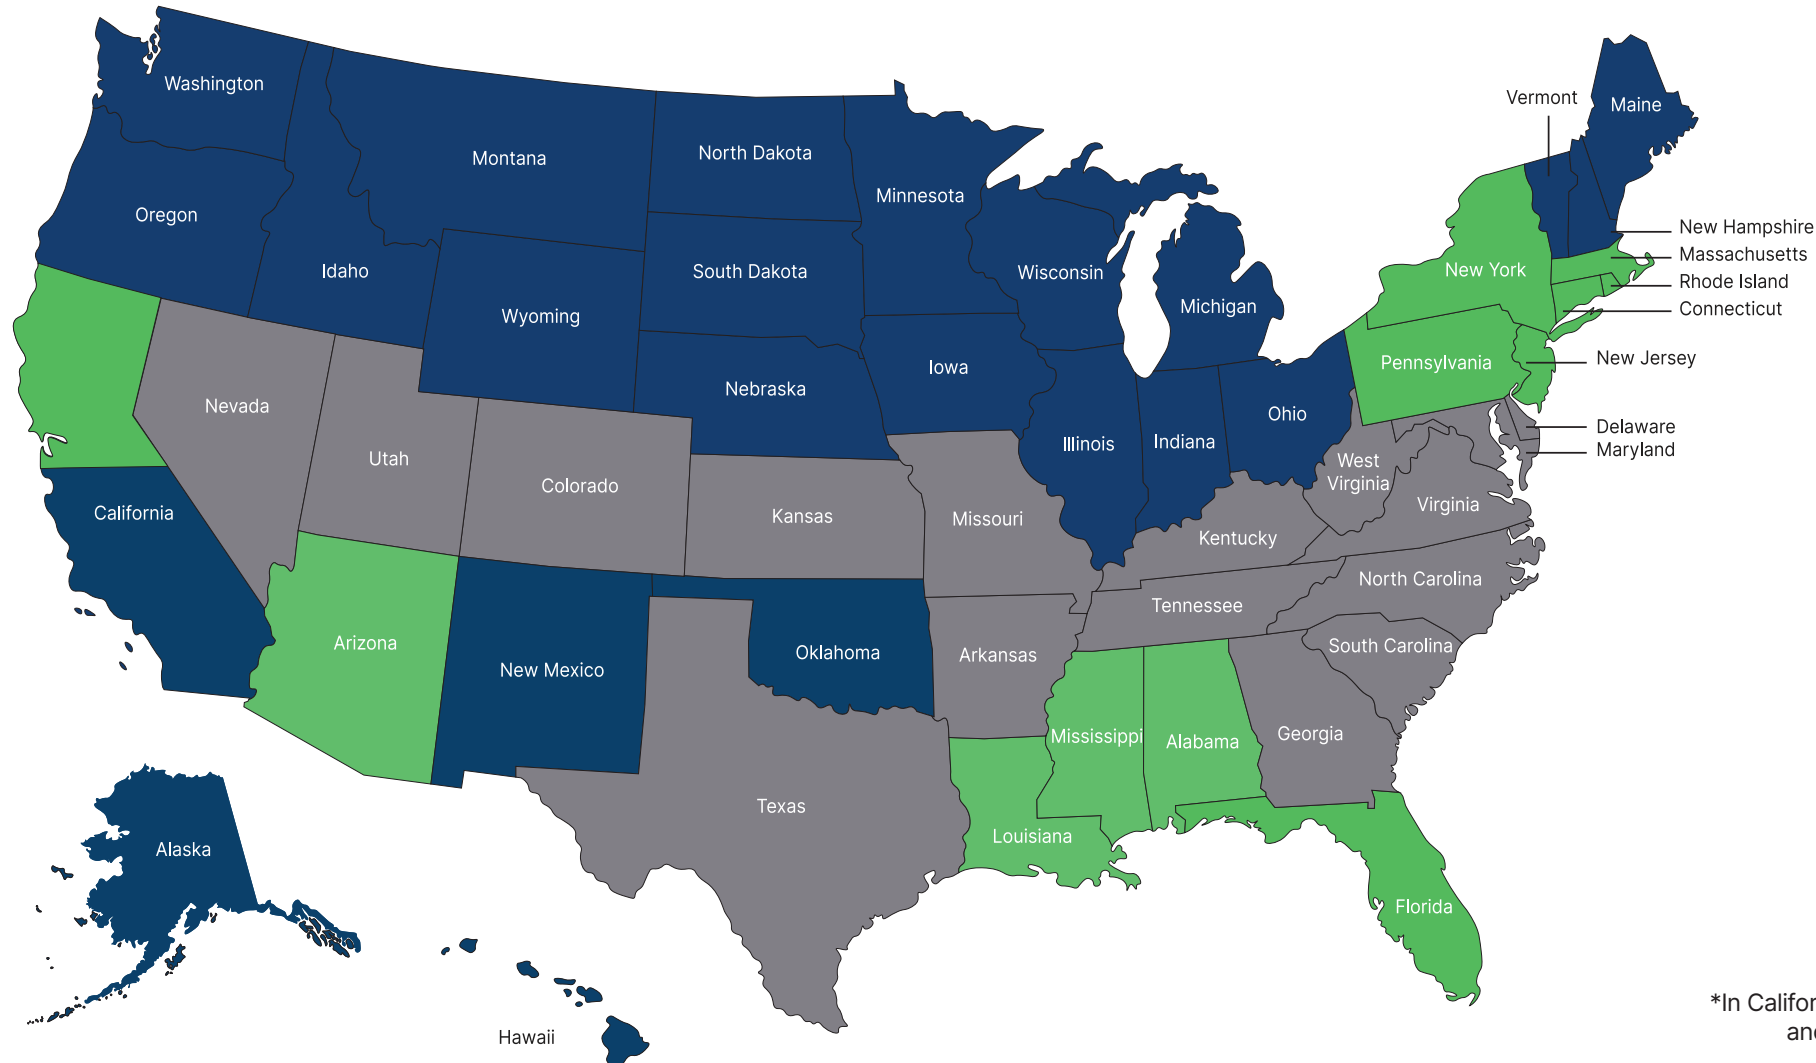 Washington
Vermont
Maine
Montana
North Dakota
Minnesota
Oregon
New Hampshire
Massachusetts
Idaho
South Dakota
Wisconsin
New York
Rhode Island
Connecticut
Wyoming
Michigan
New Jersey
Pennsylvania
Iowa
Nebraska
Nevada
Ohio
Delaware
Maryland
Illinois
Indiana
Utah
West
Virginia
Colorado
Virginia
California
Kansas
Missouri
Kentucky
North Carolina
Tennessee
Arizona
New Mexico
Oklahoma
Arkansas
South Carolina
Mississippi
Alabama
Georgia
Texas
Louisiana
Alaska
Florida
*In Califor
and
Hawaii